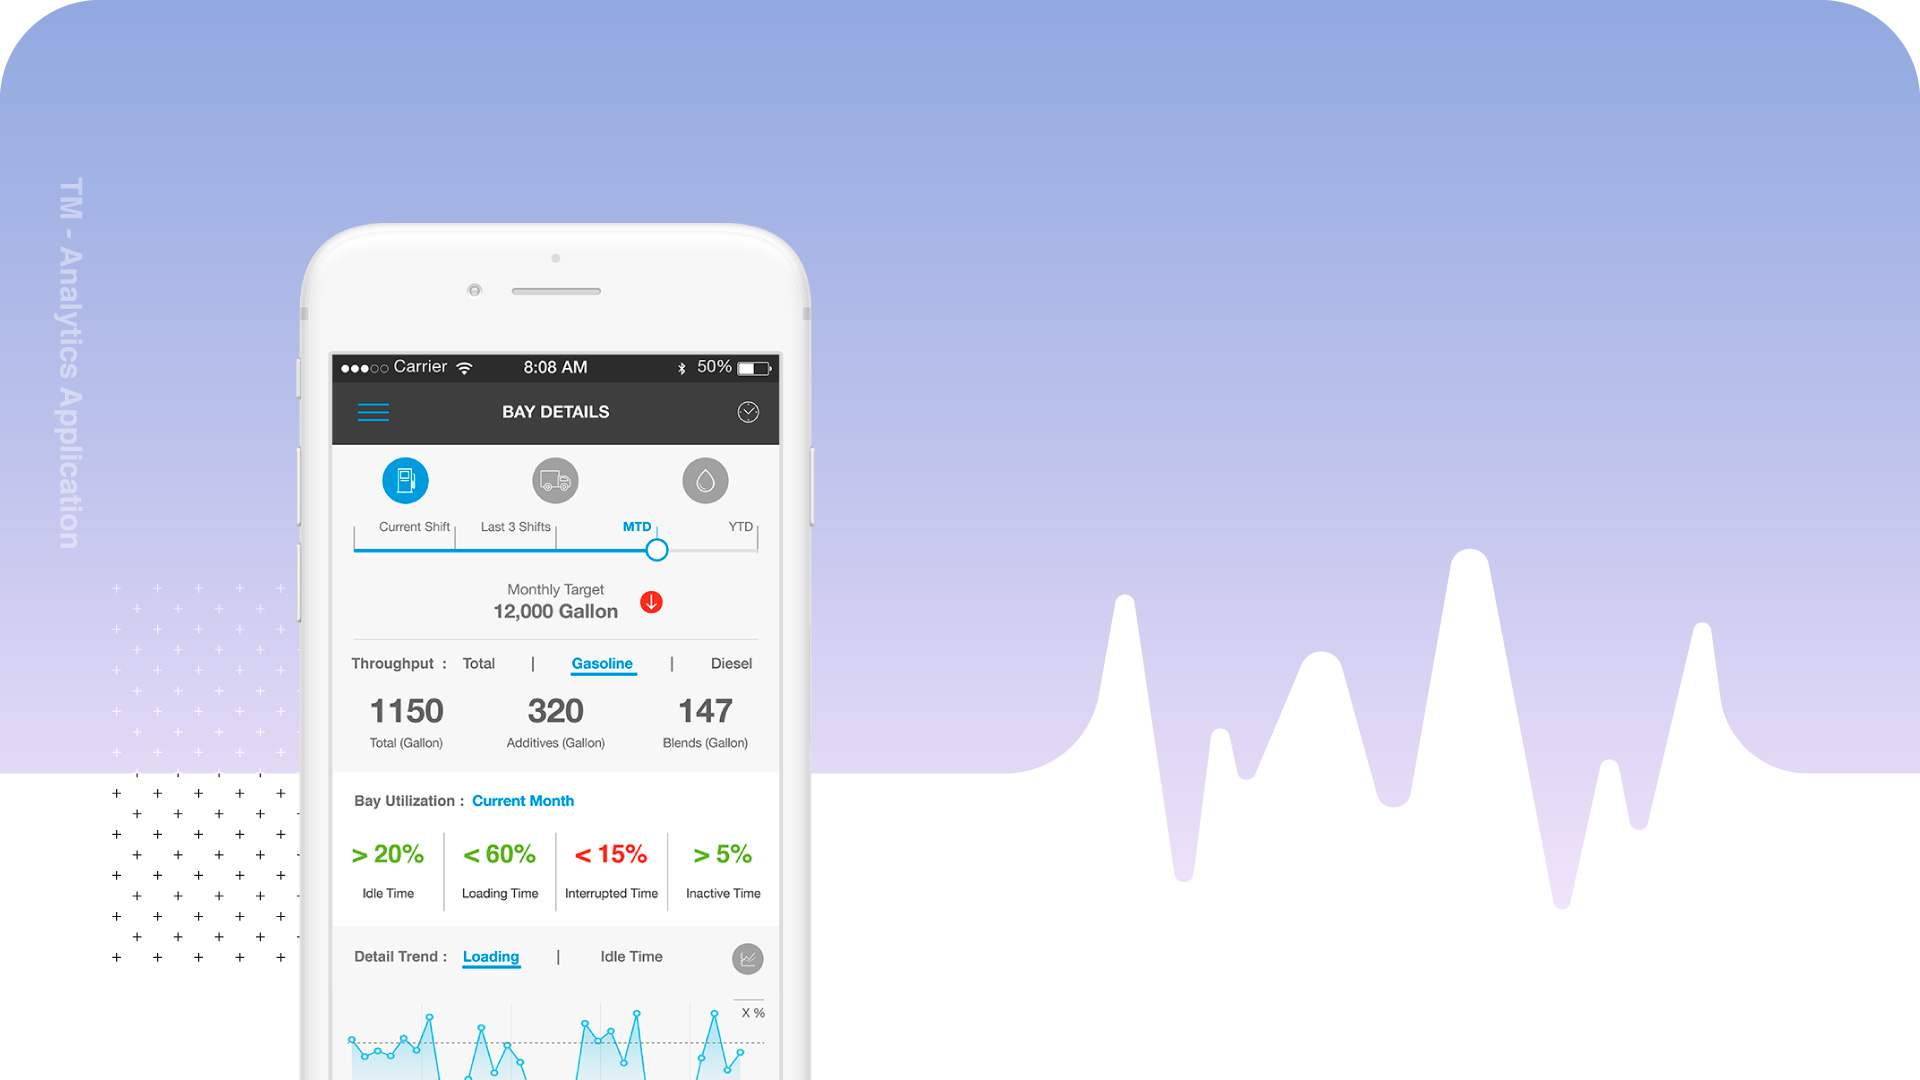 TM - Analytics Application
Carrier 8:08 AM 50%
BAY DETAILS
Current Shift Last 3 Shifts MTD YTD
Monthly Target
12,000 Gallon
Throughput : Total | Gasoline | Diesel
1150 320 147
Total (Gallon) Additives (Gallon) Blends (Gallon)
Bay Utilization : Current Month
> 20% < 60% < 15% > 5%
Idle Time Loading Time Interrupted Time Inactive Time
Detail Trend : Loading | Idle Time
X %